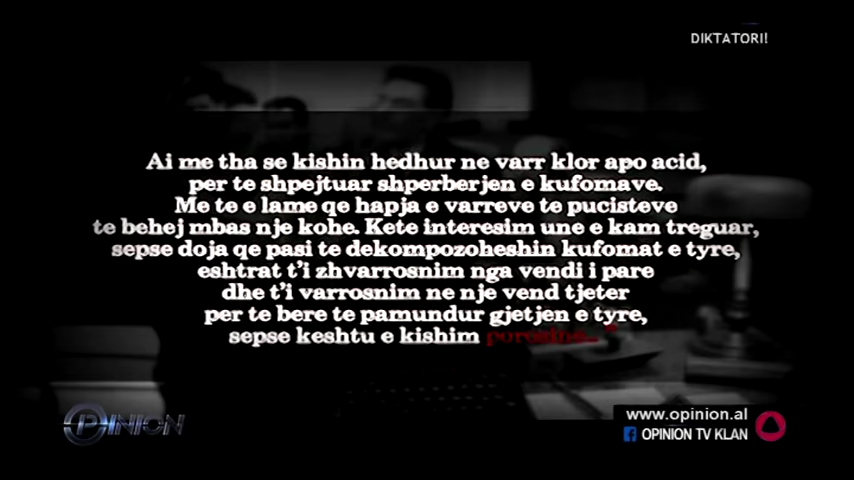 DIKTATORI!
Ai me tha se kishin hedhur ne varr klor apo acid,
per te shpejtuar shperberjen e kufomave.
Me te e lame qe hapja e varreve te pucisteve
te behej mbas nje kohe. Kete interesim une e kam treguar,
sepse doja qe pasi te dekompozoheshin kufomat e tyre,
eshtrat t'i zhvarrosnim nga vendi i pare
dhe t'i varrosnim ne nje vend tjeter
per te bere te pamundur gjetjen e tyre,
sepse keshtu e kishim
OPINION
www.opinion.al
OPINION TV KLAN